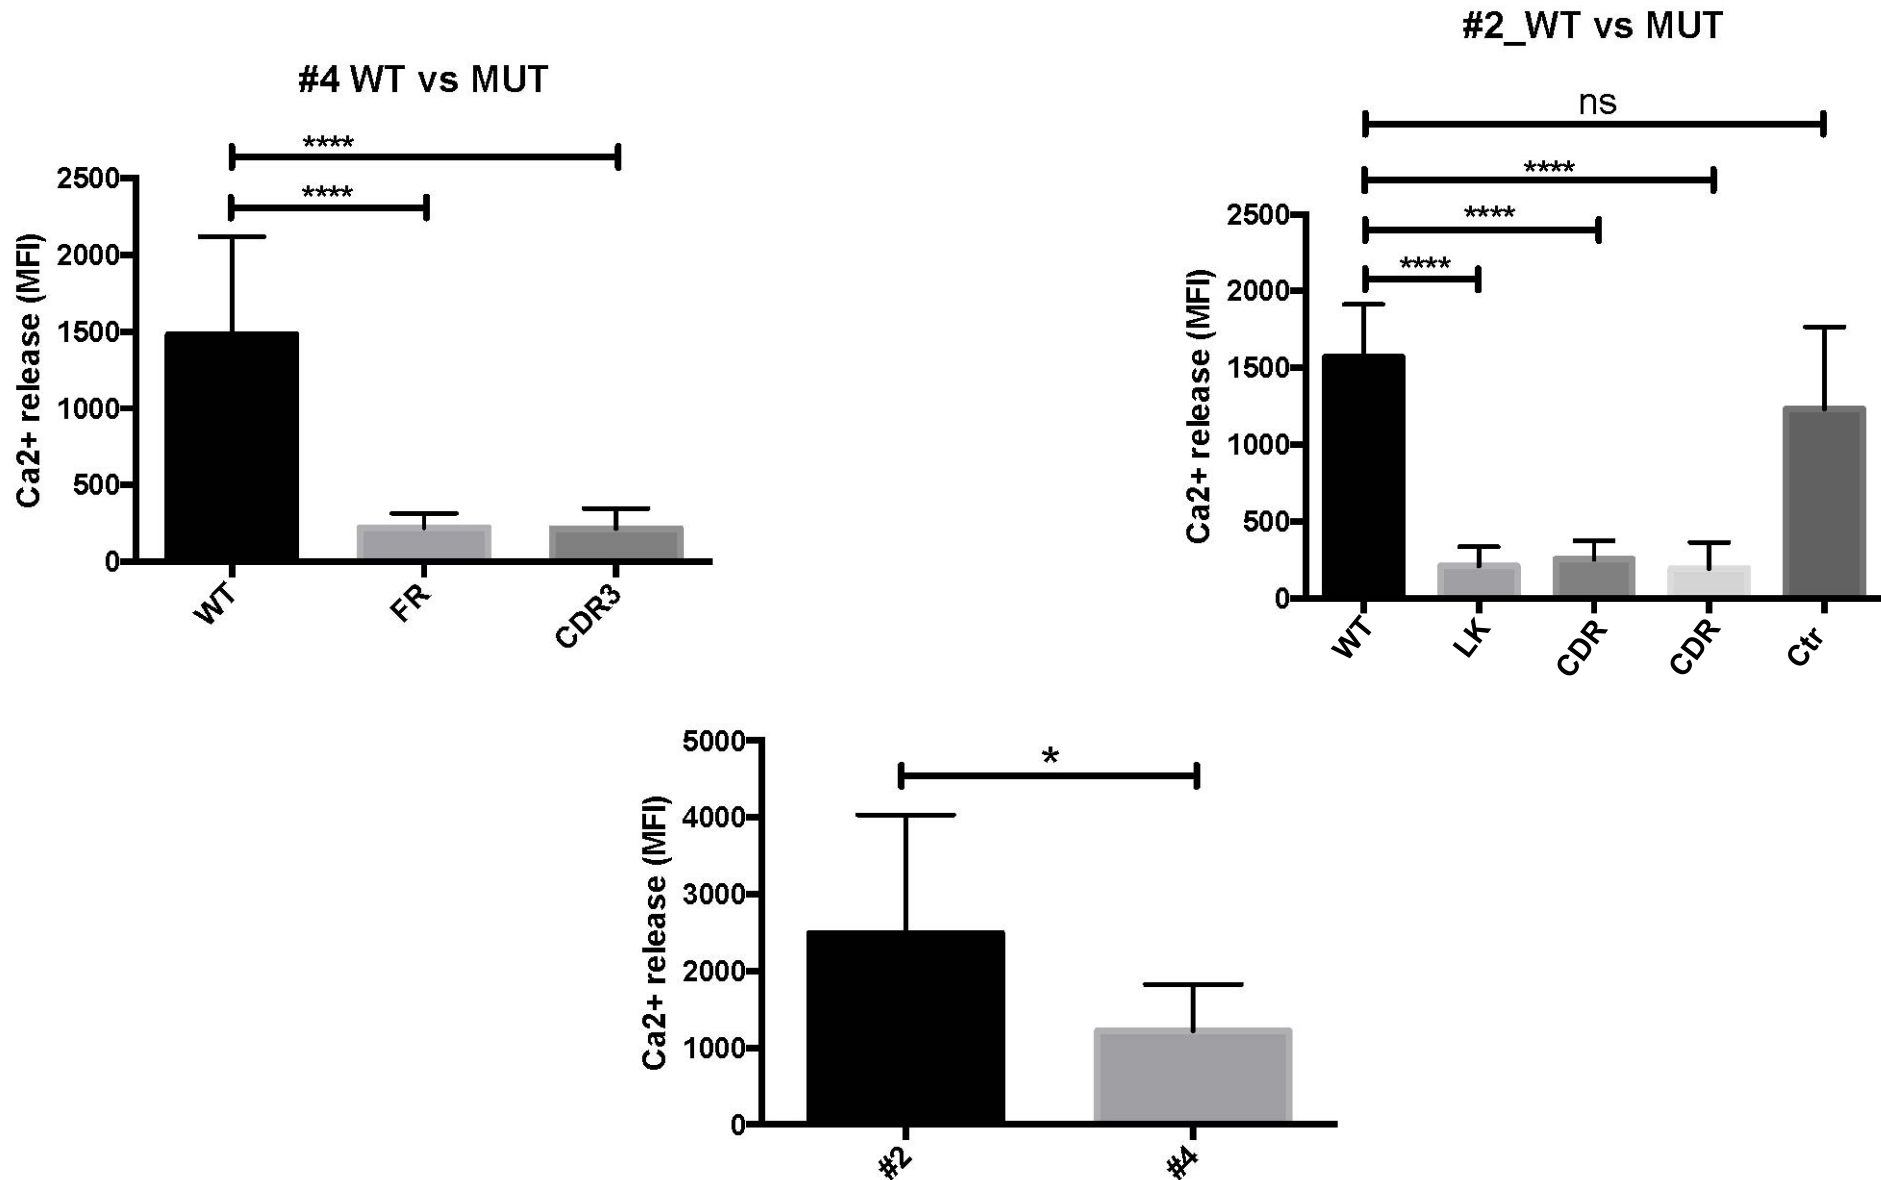 #4 WT vs MUT
****
****
2500
2000
1500
1000
500
0
Ca2+ release (MFI)
WT
FR
CDR3
#2_WT vs MUT
ns
****
****
****
2500
2000
1500
1000
500
0
Ca2+ release (MFI)
WT
LK
CDR
CDR
Ctr
*
5000
4000
3000
2000
1000
0
Ca2+ release (MFI)
#2
#4